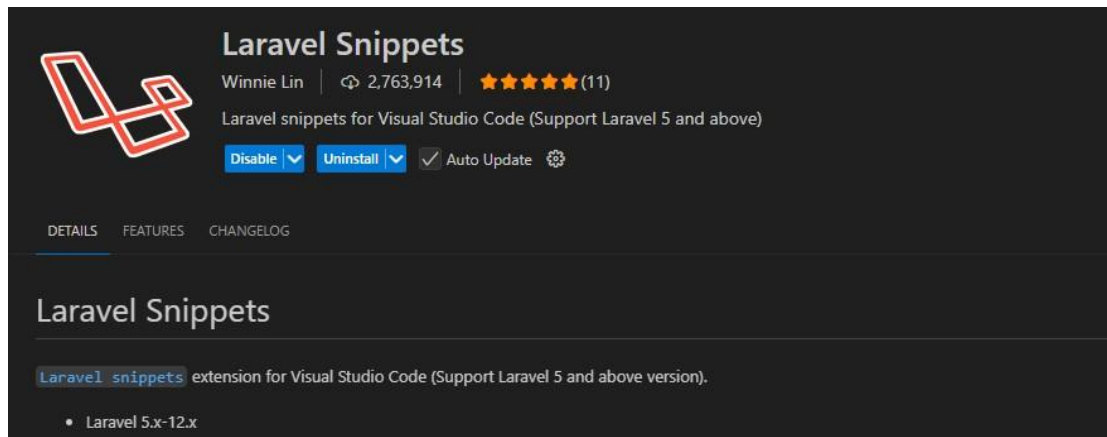 Laravel Snippets
Winnie Lin 2,763,914 (11)
Laravel snippets for Visual Studio Code (Support Laravel 5 and above)
Disable Uninstall Auto Update
DETAILS FEATURES CHANGELOG
Laravel Snippets
Laravel snippets extension for Visual Studio Code (Support Laravel 5 and above version).
• Laravel 5.x-12.x